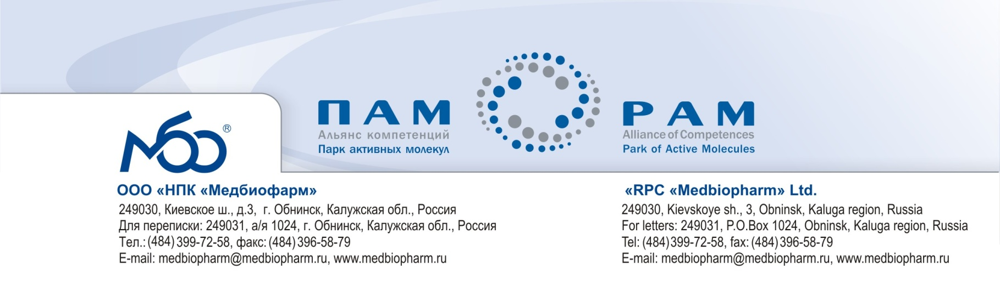 ПАМ
Альянс компетенций
Парк активных молекул
PAM
Alliance of Competences
Park of Active Molecules
мбф®
ООО «НПК «Медбиофарм»
249030, Киевское ш., д.3, г. Обнинск, Калужская обл., Россия
Для переписки: 249031, а/я 1024, г. Обнинск, Калужская обл., Россия
Тел.: (484) 399-72-58, факс: (484) 396-58-79
E-mail: medbiopharm@medbiopharm.ru, www.medbiopharm.ru
«RPC «Medbiopharm» Ltd.
249030, Kievskoye sh., 3, Obninsk, Kaluga region, Russia
For letters: 249031, P.O.Box 1024, Obninsk, Kaluga region, Russia
Tel: (484) 399-72-58, fax: (484) 396-58-79
E-mail: medbiopharm@medbiopharm.ru, www.medbiopharm.ru